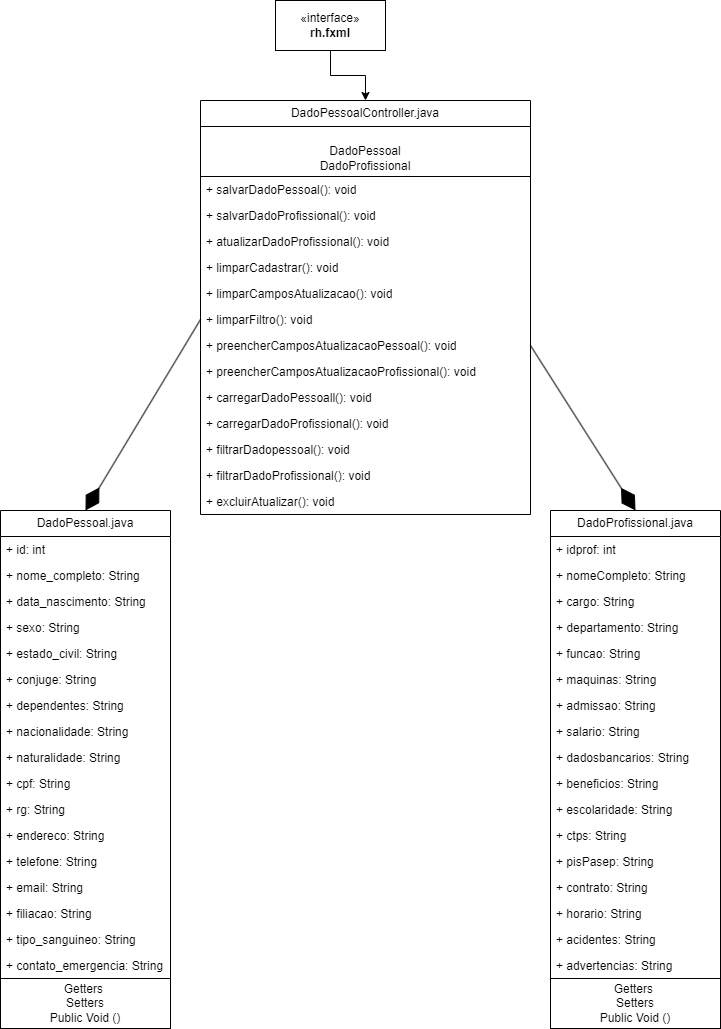 «interface»
rh.fxml
DadoPessoalController.java
DadoPessoal
DadoProfissional
+ salvarDadoPessoal(): void
+ salvarDadoProfissional(): void
+ atualizarDadoProfissional(): void
+ limparCadastrar(): void
+ limparCamposAtualizacao(): void
+ limparFiltro(): void
+ preencherCamposAtualizacaoPessoal(): void
+ preencherCamposAtualizacaoProfissional(): void
+ carregarDadoPessoall(): void
+ carregarDadoProfissional(): void
+ filtrarDadopessoal(): void
+ filtrarDadoProfissional(): void
+ excluirAtualizar(): void
DadoPessoal.java
+ id: int
+ nome_completo: String
+ data_nascimento: String
+ sexo: String
+ estado_civil: String
+ conjuge: String
+ dependentes: String
+ nacionalidade: String
+ naturalidade: String
+ cpf: String
+ rg: String
+ endereco: String
+ telefone: String
+ email: String
+ filiacao: String
+ tipo_sanguineo: String
+ contato_emergencia: String
Getters
Setters
Public Void ()
DadoProfissional.java
+ idprof: int
+ nomeCompleto: String
+ cargo: String
+ departamento: String
+ funcao: String
+ maquinas: String
+ admissao: String
+ salario: String
+ dadosbancarios: String
+ beneficios: String
+ escolaridade: String
+ ctps: String
+ pisPasep: String
+ contrato: String
+ horario: String
+ acidentes: String
+ advertencias: String
Getters
Setters
Public Void ()